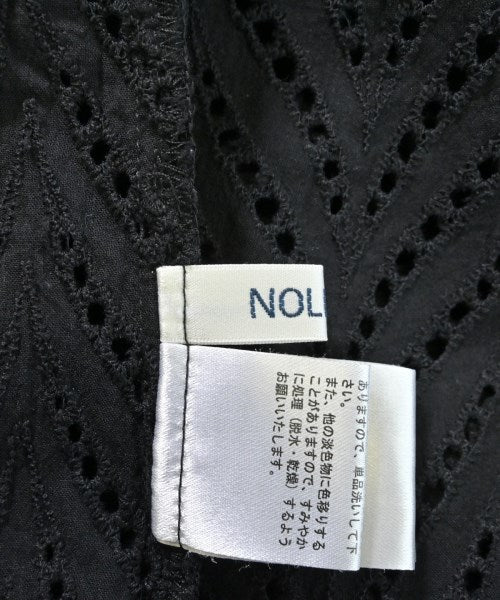 NOL
ありますので、単品洗いして下
さい。
また、他の淡色物に色移りする
ことがありますので、すみやか
に処理（脱水・乾燥）するよう
お願いいたします。